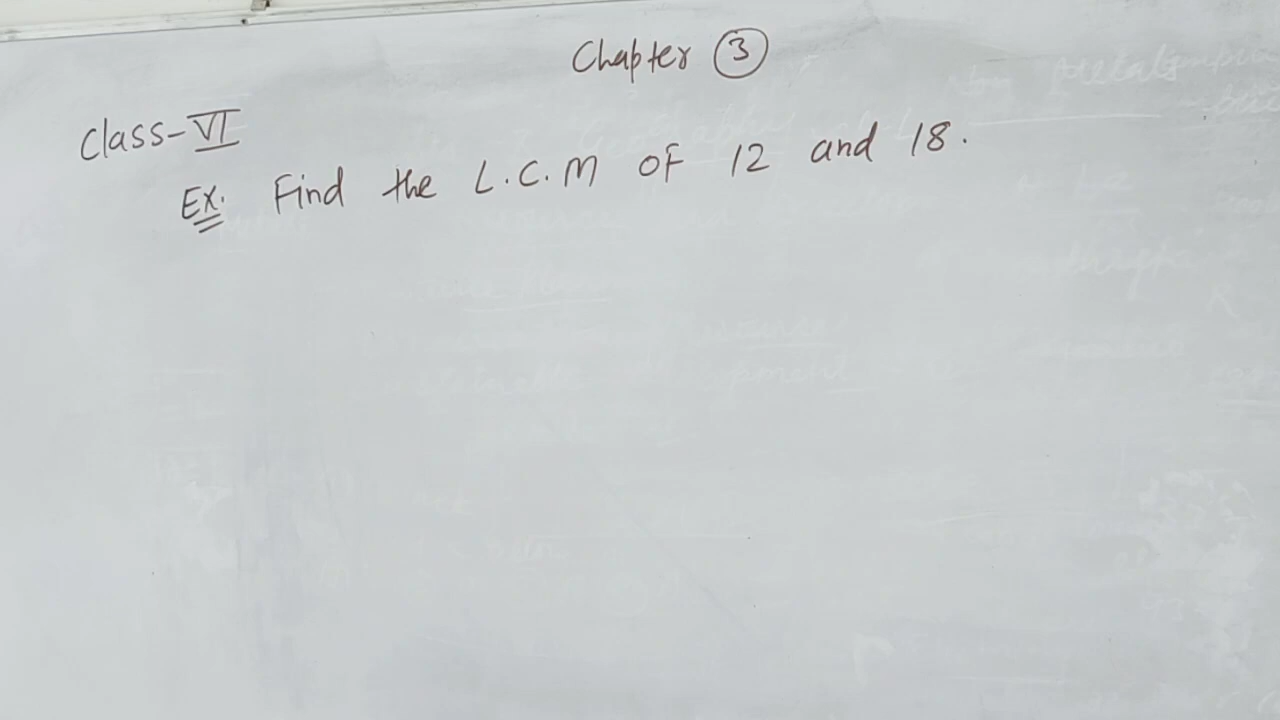 Chapter ③
Class-VI
Ex. Find the L.C.M of 12 and 18.